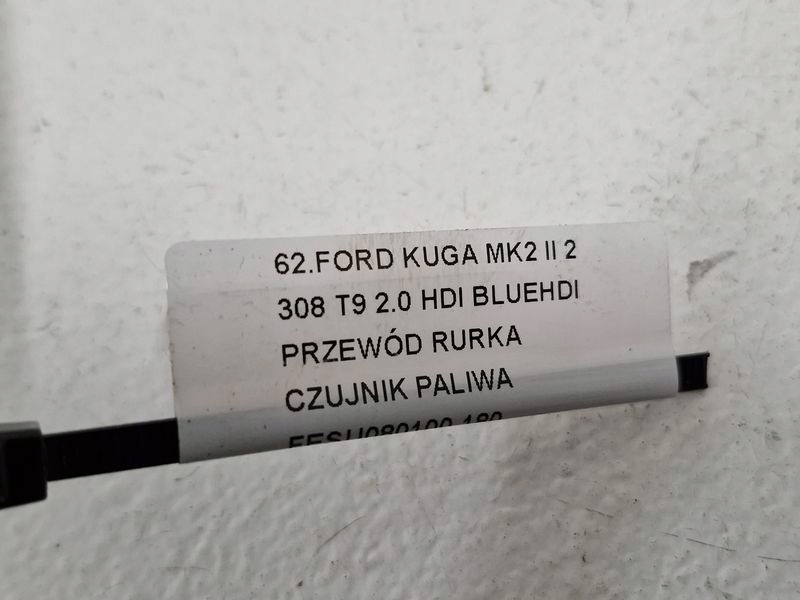 62.FORD KUGA MK2 II 2
308 T9 2.0 HDI BLUEHDI
PRZEWÓD RURKA
CZUJNIK PALIWA